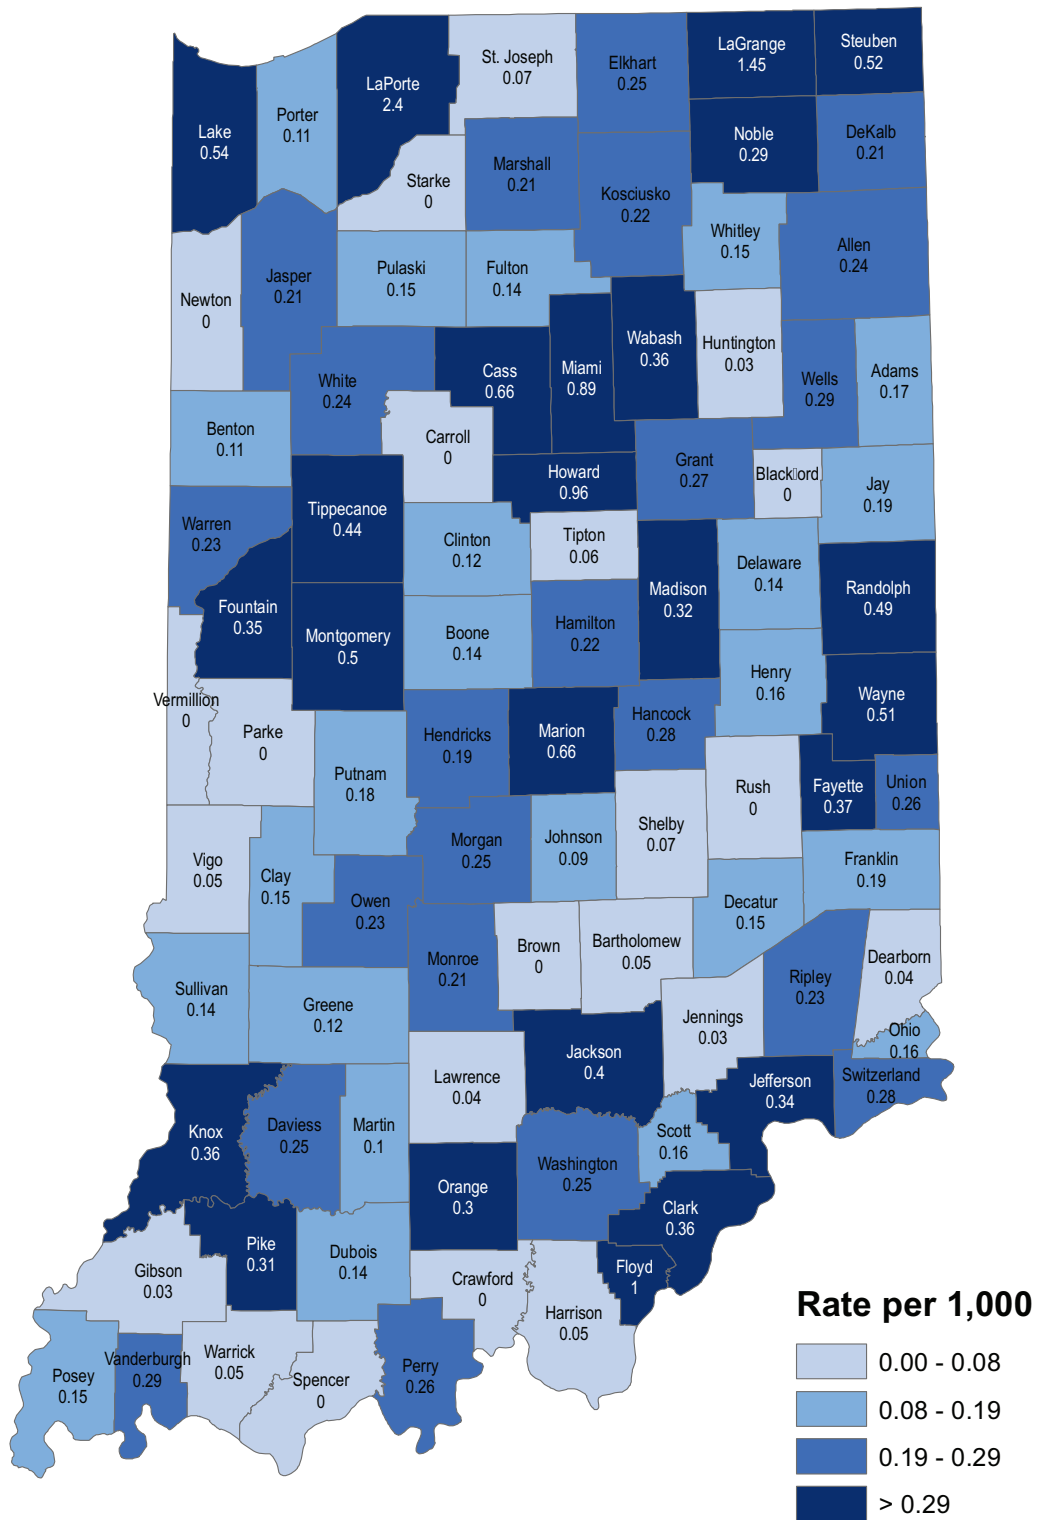 St. Joseph
0.07
Elkhart
0.25
LaGrange
1.45
Steuben
0.52
LaPorte
2.4
Porter
0.11
Lake
0.54
Noble
0.29
DeKalb
0.21
Marshall
0.21
Starke
0
Kosciusko
0.22
Whitley
0.15
Allen
0.24
Pulaski
0.15
Fulton
0.14
Jasper
0.21
Newton
0
Wabash
0.36
Huntington
0.03
Cass
0.66
Miami
0.89
Wells
0.29
Adams
0.17
White
0.24
Benton
0.11
Carroll
0
Grant
0.27
Howard
0.96
Black▯ord
0
Jay
0.19
Tippecanoe
0.44
Warren
0.23
Clinton
0.12
Tipton
0.06
Delaware
0.14
Madison
0.32
Randolph
0.49
Fountain
0.35
Montgomery
0.5
Boone
0.14
Hamilton
0.22
Henry
0.16
Wayne
0.51
Vermillion
0
Parke
0
Hendricks
0.19
Marion
0.66
Hancock
0.28
Putnam
0.18
Rush
0
Fayette
0.37
Union
0.26
Shelby
0.07
Morgan
0.25
Johnson
0.09
Franklin
0.19
Vigo
0.05
Clay
0.15
Owen
0.23
Decatur
0.15
Brown
0
Bartholomew
0.05
Dearborn
0.04
Monroe
0.21
Ripley
0.23
Sullivan
0.14
Greene
0.12
Jennings
0.03
Ohio
0.16
Jackson
0.4
Lawrence
0.04
Jefferson
0.34
Switzerland
0.28
Knox
0.36
Daviess
0.25
Martin
0.1
Scott
0.16
Washington
0.25
Orange
0.3
Clark
0.36
Pike
0.31
Dubois
0.14
Gibson
0.03
Crawford
0
Floyd
1
Harrison
0.05
Warrick
0.05
Vanderburgh
0.29
Posey
0.15
Spencer
0
Perry
0.26
Rate per 1,000
0.00 - 0.08
0.08 - 0.19
0.19 - 0.29
> 0.29